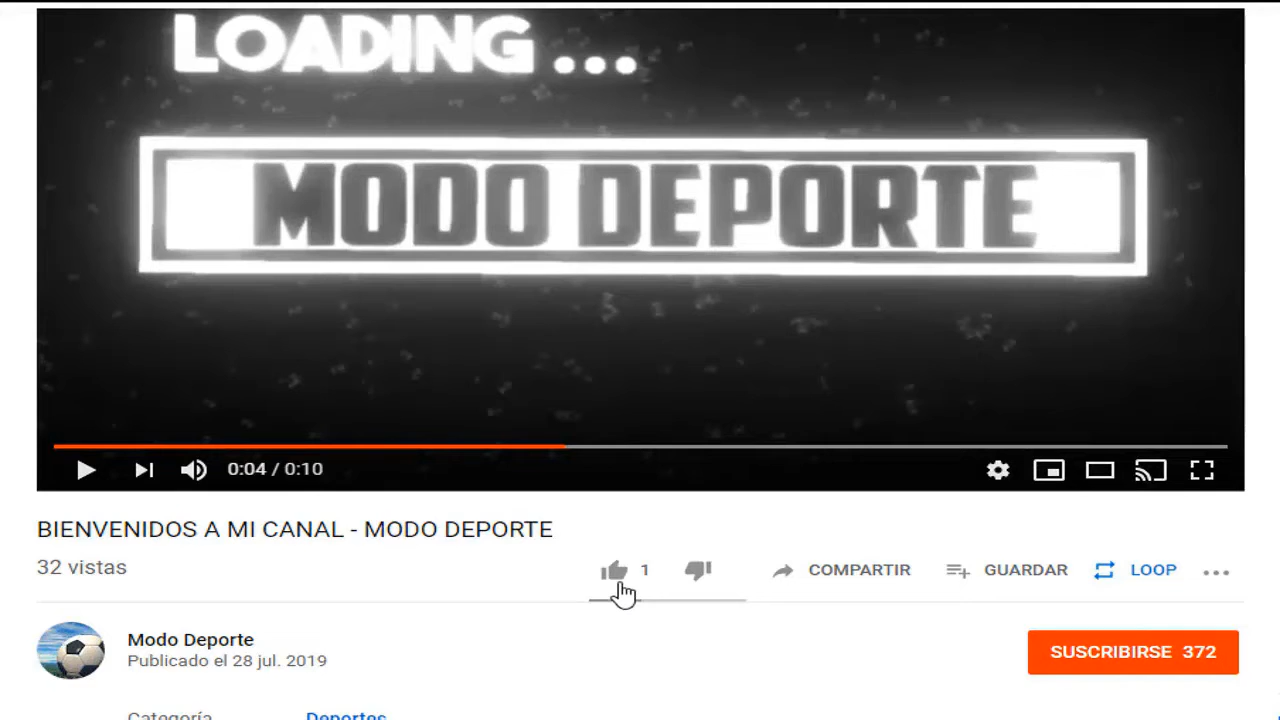 LOADING ...
MODO DEPORTE
0:04 / 0:10
BIENVENIDOS A MI CANAL - MODO DEPORTE
32 vistas
1
COMPARTIR
GUARDAR
LOOP
Modo Deporte
Publicado el 28 jul. 2019
SUSCRIBIRSE 372
Categoría
Deportes